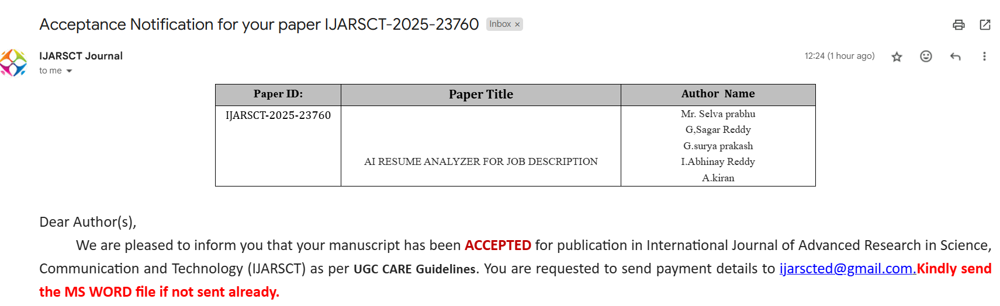 Acceptance Notification for your paper IJARSCT-2025-23760 Inbox ×
IJARSCT Journal
12:24 (1 hour ago)
to me
Paper ID: Paper Title Author Name
IJARSCT-2025-23760
Mr. Selva prabhu
G,Sagar Reddy
G.surya prakash
AI RESUME ANALYZER FOR JOB DESCRIPTION
I.Abhinay Reddy
A.kiran
Dear Author(s),
We are pleased to inform you that your manuscript has been ACCEPTED for publication in International Journal of Advanced Research in Science,
Communication and Technology (IJARSCT) as per UGC CARE Guidelines. You are requested to send payment details to ijarscted@gmail.com.Kindly send
the MS WORD file if not sent already.